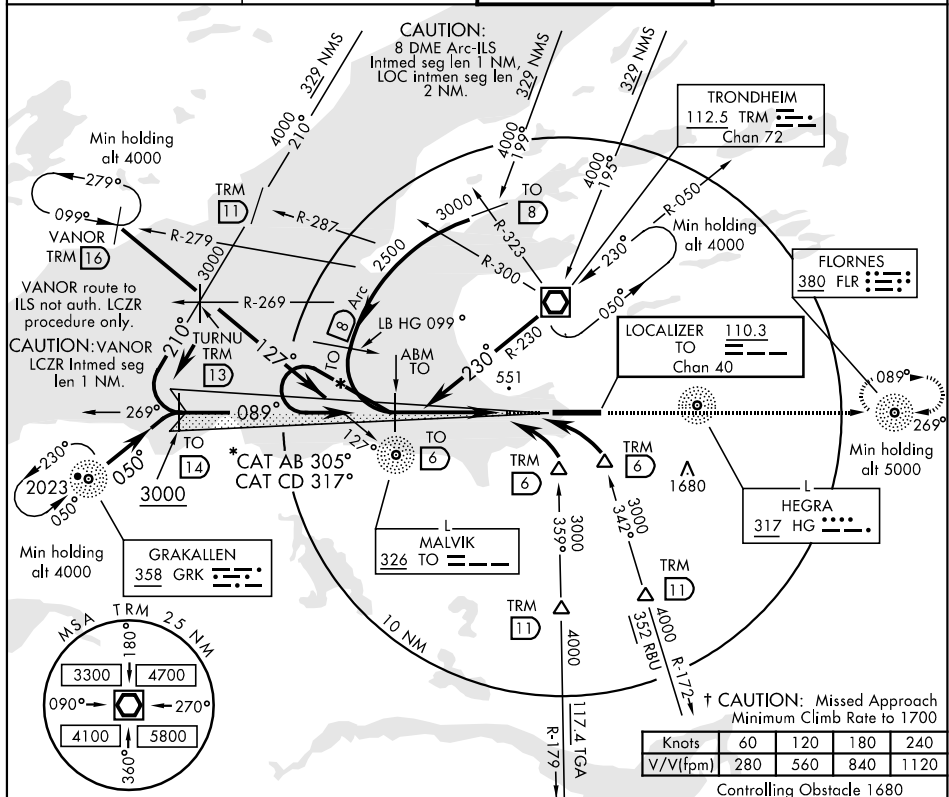 CAUTION:
8 DME Arc-ILS
Intmed seg len 1 NM,
LOC intmen seg len
2 NM.
329 NMS
4000
210°
329 NMS
4000
199°
329 NMS
4000
195°
TRONDHEIM
112.5 TRM
Chan 72
Min holding
alt 4000
279°
099°
VANOR
TRM 16
TRM
11
R-279
R-287
3000
R-269
TO
8
3000
2500
R-323
R-300
R-050
230°
050°
Min holding
alt 4000
FLORNES
380 FLR
VANOR route to
ILS not auth. LCZR
procedure only.
CAUTION: VANOR
LCZR Intmed seg
len 1 NM.
210°
TURNU
TRM
13
127°
TO 8 Arc
LB HG 099°
ABM
TO
*
230°
R-230
551
LOCALIZER 110.3
TO
Chan 40
089°
269°
Min holding
alt 5000
269°
089°
127°
TO
14
3000
*CAT AB 305°
CAT CD 317°
TO
6
TRM
6
TRM
6
1680
230°
2023
050°
050°
Min holding
alt 4000
GRAKALLEN
358 GRK
L
MALVIK
326 TO
L
HEGRA
317 HG
3000
359°
3000
342°
TRM
11
TRM
11
4000
117.4 TGA
R-179
4000
352 RBU
R-172
10 NM
MSA TRM 25 NM
180°
3300
4700
090°
270°
4100
5800
360°
† CAUTION: Missed Approach
Minimum Climb Rate to 1700
Knots 60 120 180 240
V/V(fpm) 280 560 840 1120
Controlling Obstacle 1680